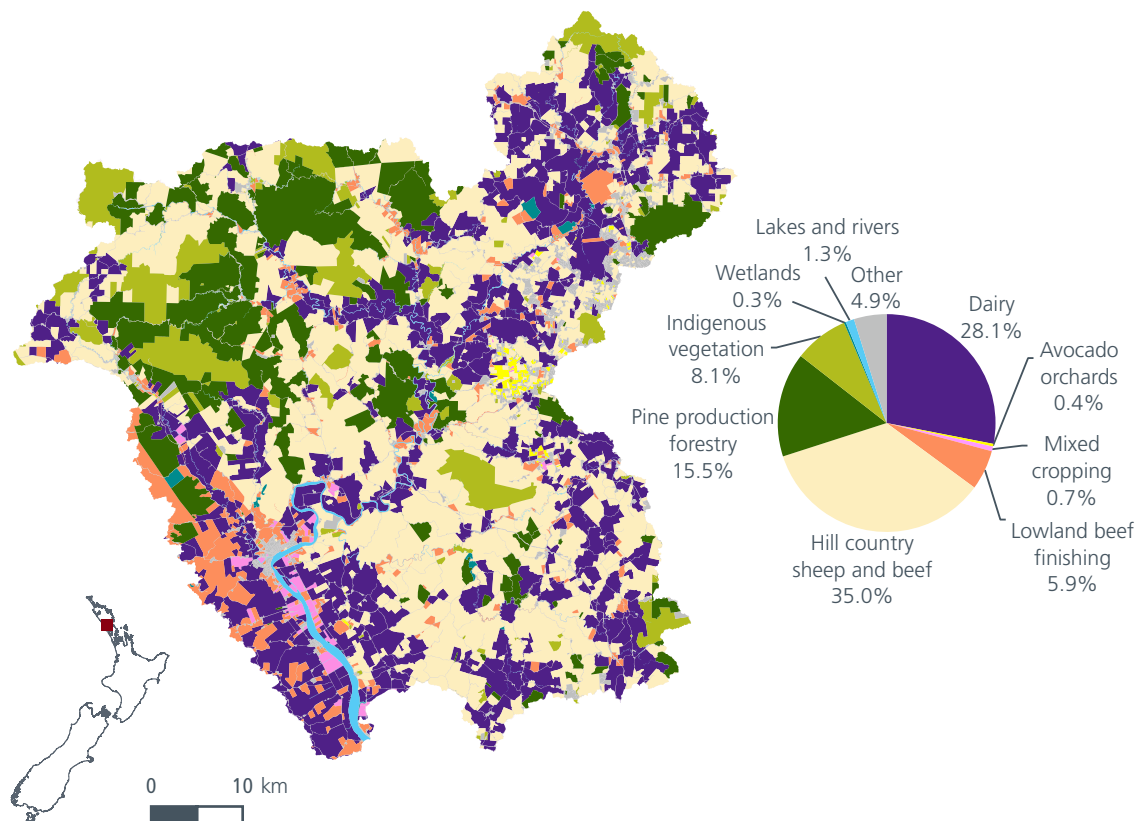 Lakes and rivers
1.3%
Wetlands
0.3%
Other
4.9%
Dairy
28.1%
Indigenous
vegetation
8.1%
Avocado
orchards
0.4%
Pine production
forestry
15.5%
Mixed
cropping
0.7%
Hill country
sheep and beef
35.0%
Lowland beef
finishing
5.9%
0 10 km